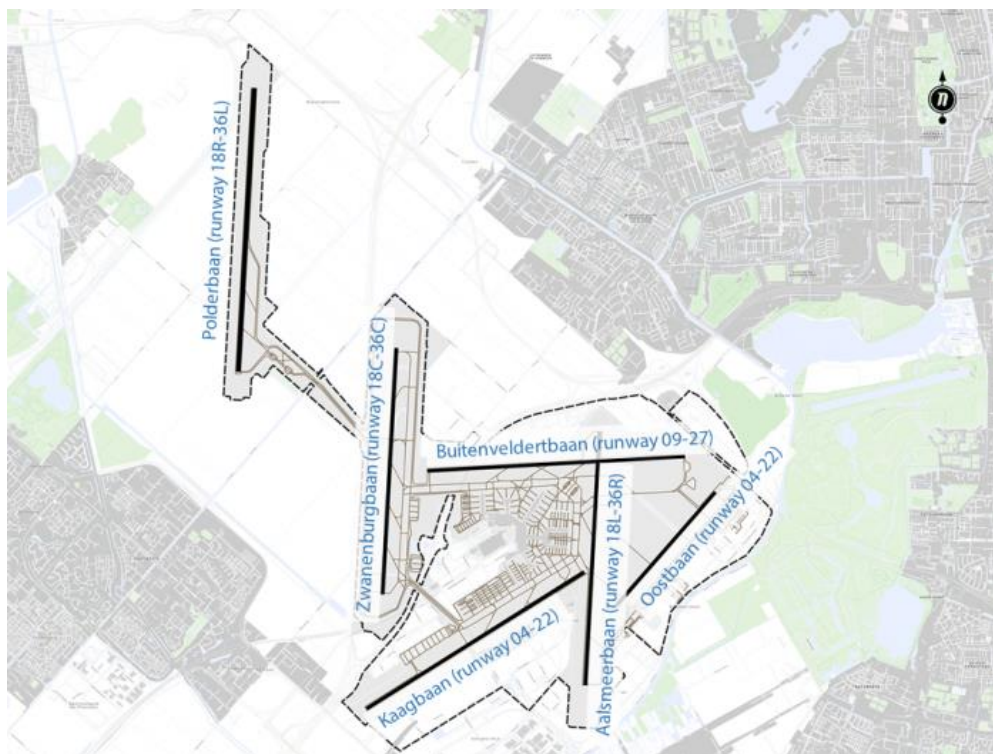 n
Polderbaan (runway 18R-36L)
Zwanenburgbaan (runway 18C-36C)
Buitenveldertbaan (runway 09-27)
Oostbaan (runway 04-22)
Aalsmeerbaan (runway 18L-36R)
Kaagbaan (runway 04-22)